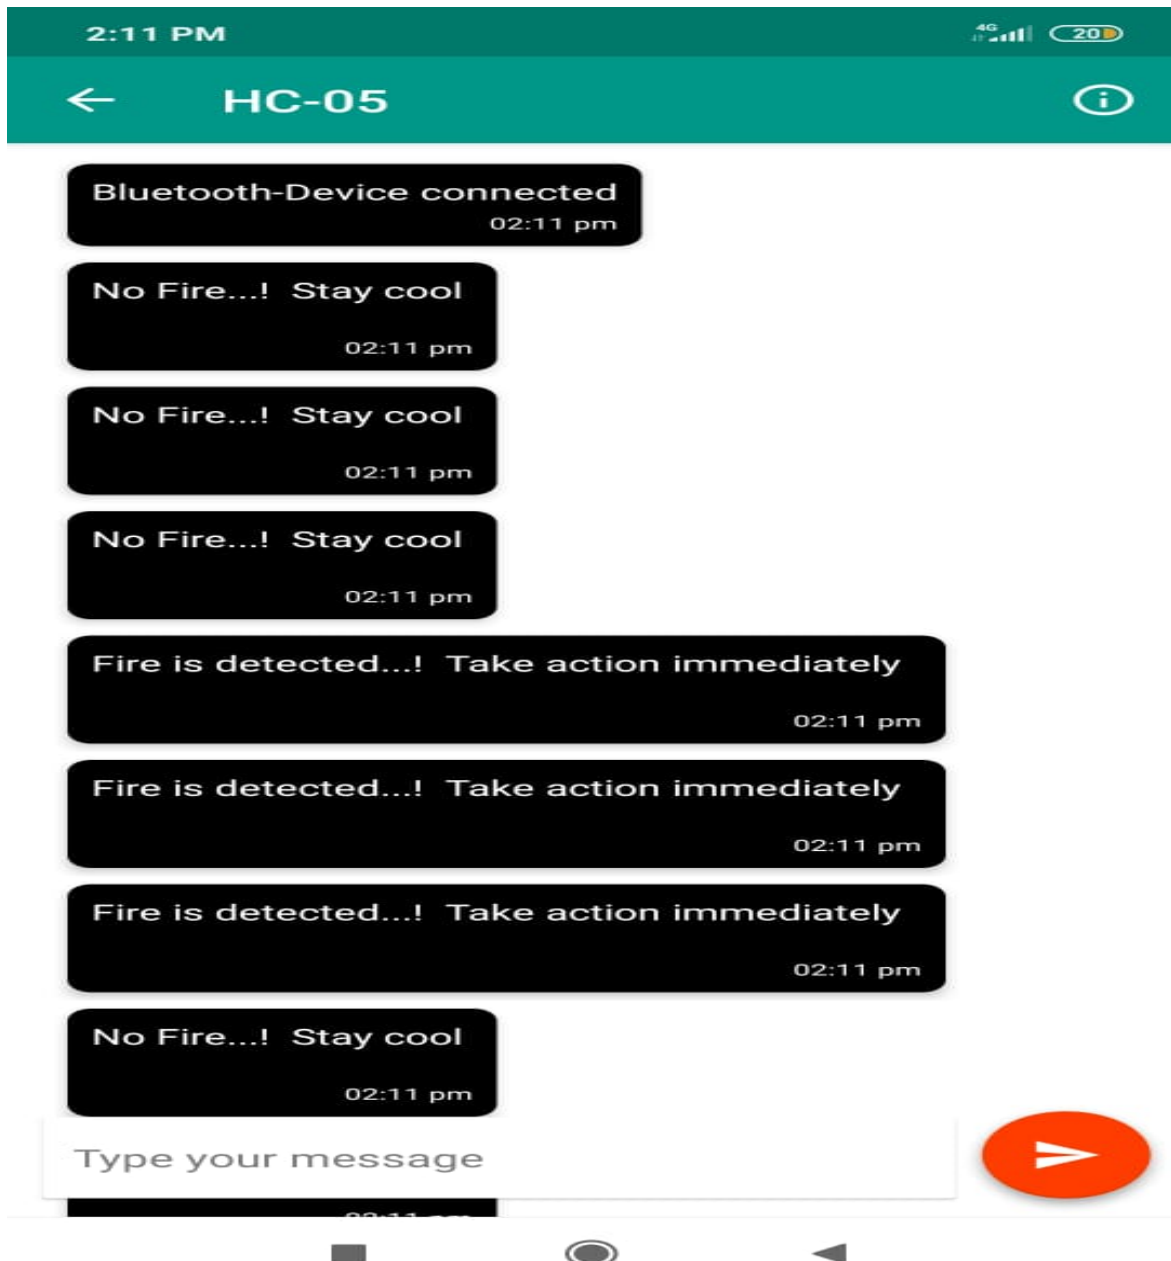 2:11 PM 4G 20
HC-05
Bluetooth-Device connected
02:11 pm
No Fire...!  Stay cool
02:11 pm
No Fire...!  Stay cool
02:11 pm
No Fire...!  Stay cool
02:11 pm
Fire is detected...!  Take action immediately
02:11 pm
Fire is detected...!  Take action immediately
02:11 pm
Fire is detected...!  Take action immediately
02:11 pm
No Fire...!  Stay cool
02:11 pm
Type your message